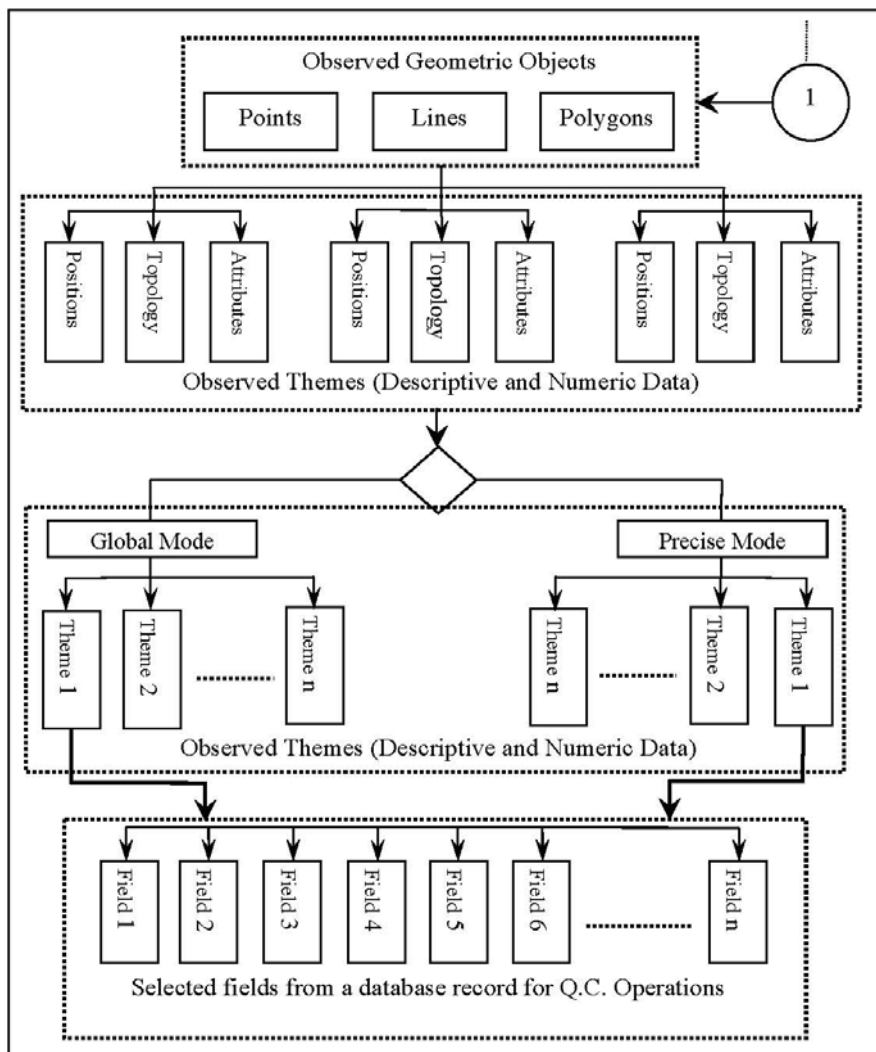 Observed Geometric Objects
1
Points
Lines
Polygons
Positions
Topology
Attributes
Positions
Topology
Attributes
Positions
Topology
Attributes
Observed Themes (Descriptive and Numeric Data)
Global Mode
Precise Mode
Theme 1
Theme 2
Theme n
Theme n
Theme 2
Theme 1
Observed Themes (Descriptive and Numeric Data)
Field 1
Field 2
Field 3
Field 4
Field 5
Field 6
Field n
Selected fields from a database record for Q.C. Operations